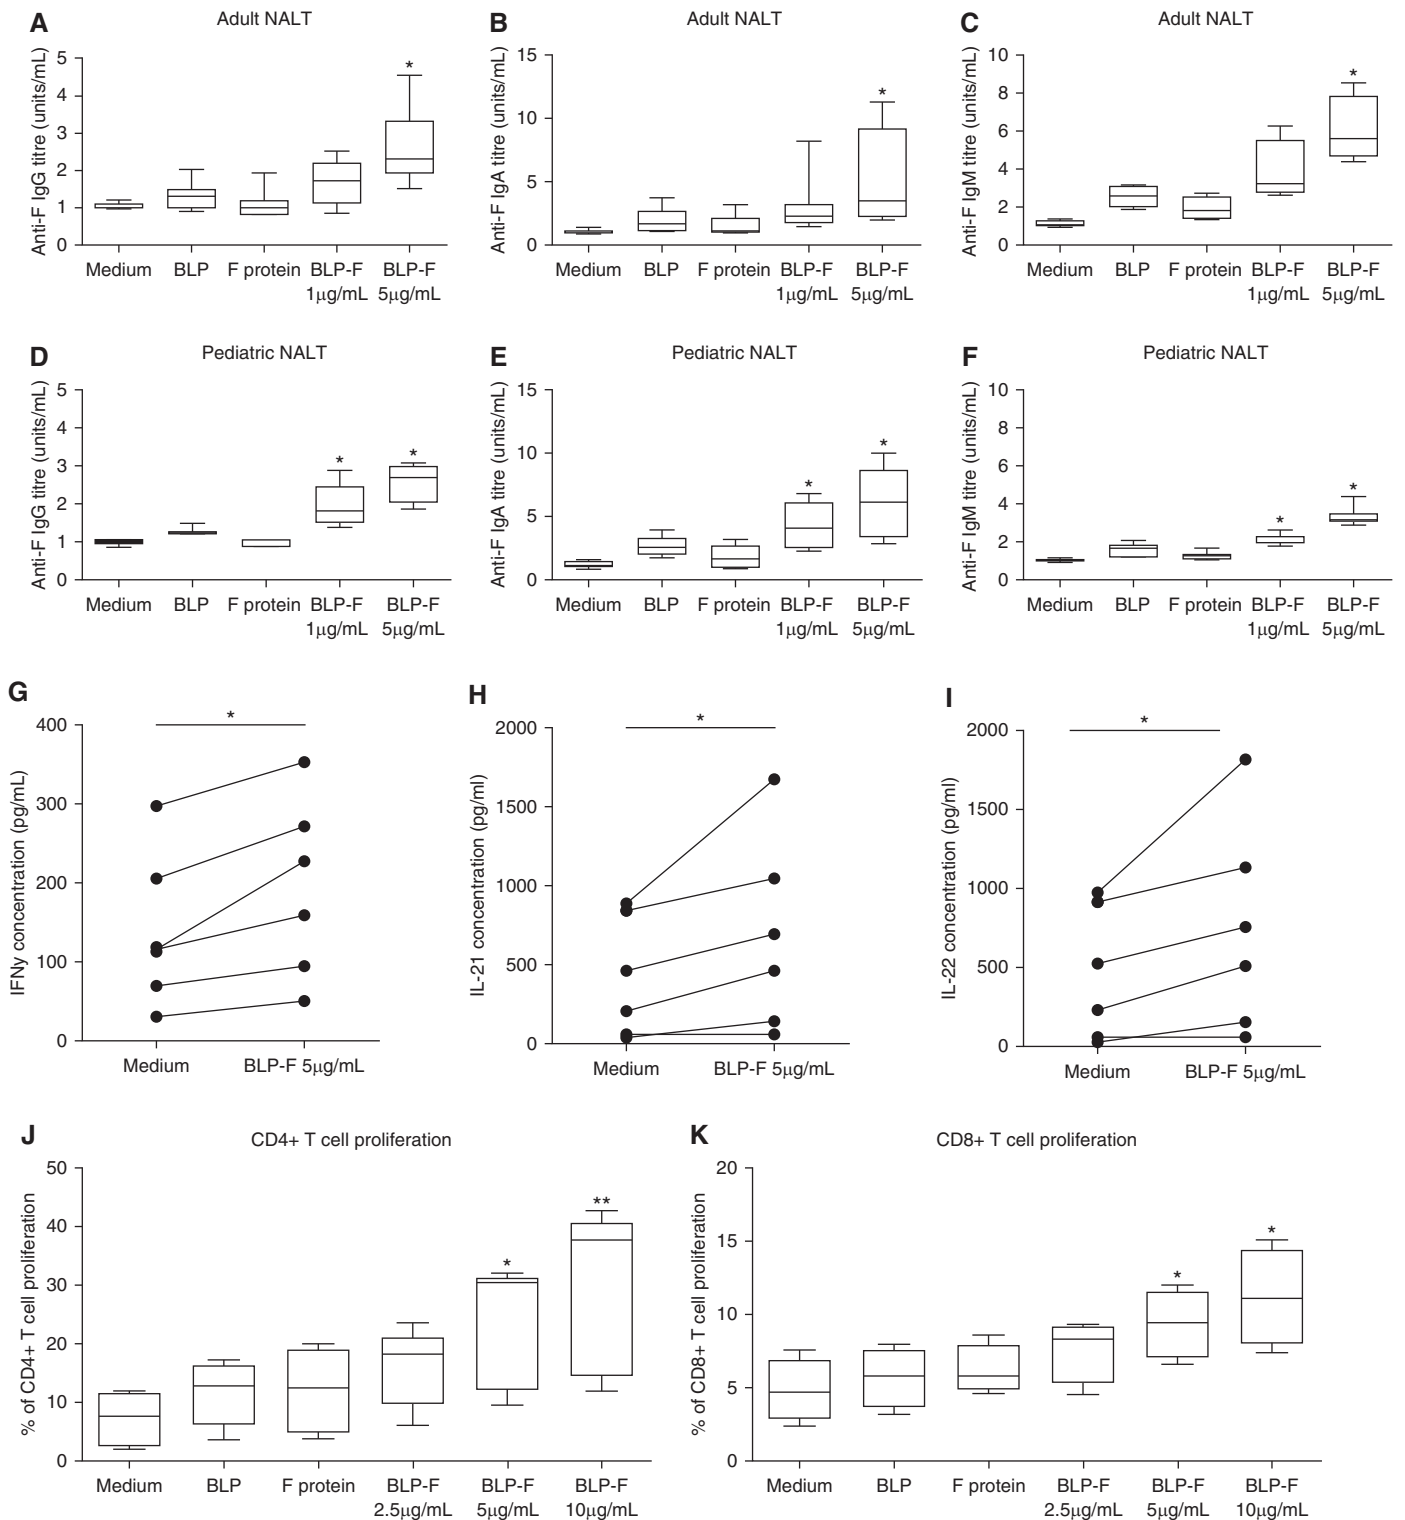 A
Adult NALT
Anti-F IgG titre (units/mL)
5
4
3
2
1
0
*
Medium BLP F protein BLP-F BLP-F
1μg/mL 5μg/mL
B
Adult NALT
Anti-F IgA titre (units/mL)
15
10
5
0
*
Medium BLP F protein BLP-F BLP-F
1μg/mL 5μg/mL
C
Adult NALT
Anti-F IgM titre (units/mL)
10
8
6
4
2
0
*
Medium BLP F protein BLP-F BLP-F
1μg/mL 5μg/mL
D
Pediatric NALT
Anti-F IgG titre (units/mL)
5
4
3
2
1
0
* *
Medium BLP F protein BLP-F BLP-F
1μg/mL 5μg/mL
E
Pediatric NALT
Anti-F IgA titre (units/mL)
15
10
5
0
* *
Medium BLP F protein BLP-F BLP-F
1μg/mL 5μg/mL
F
Pediatric NALT
Anti-F IgM titre (units/mL)
10
8
6
4
2
0
* *
Medium BLP F protein BLP-F BLP-F
1μg/mL 5μg/mL
G
IFNy concentration (pg/mL)
400
300
200
100
0
*
Medium BLP-F 5μg/mL
H
IL-21 concentration (pg/ml)
2000
1500
1000
500
0
*
Medium BLP-F 5μg/mL
I
IL-22 concentration (pg/ml)
2000
1500
1000
500
0
*
Medium BLP-F 5μg/mL
J
CD4+ T cell proliferation
% of CD4+ T cell proliferation
50
40
30
20
10
0
* **
Medium BLP F protein BLP-F BLP-F BLP-F
2.5μg/mL 5μg/mL 10μg/mL
K
CD8+ T cell proliferation
% of CD8+ T cell proliferation
20
15
10
5
0
* *
Medium BLP F protein BLP-F BLP-F BLP-F
2.5μg/mL 5μg/mL 10μg/mL